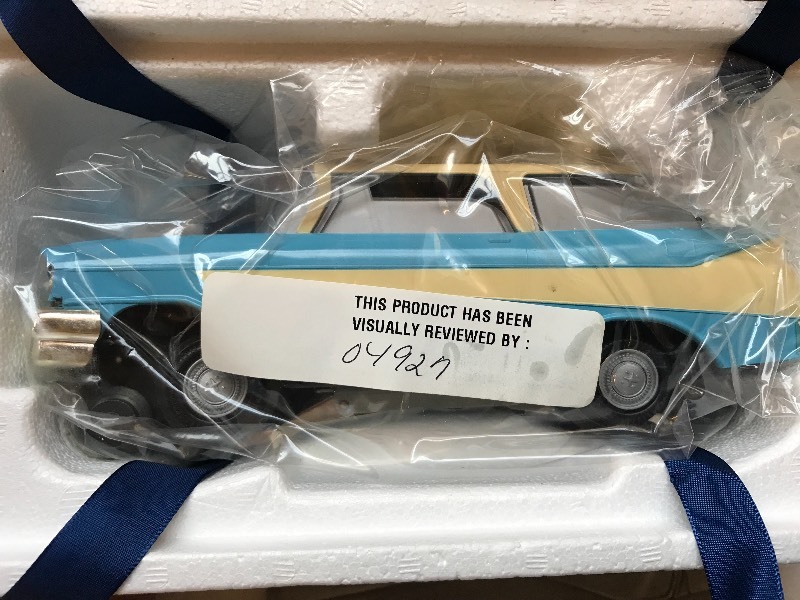 THIS PRODUCT HAS BEEN
VISUALLY REVIEWED BY :
04927